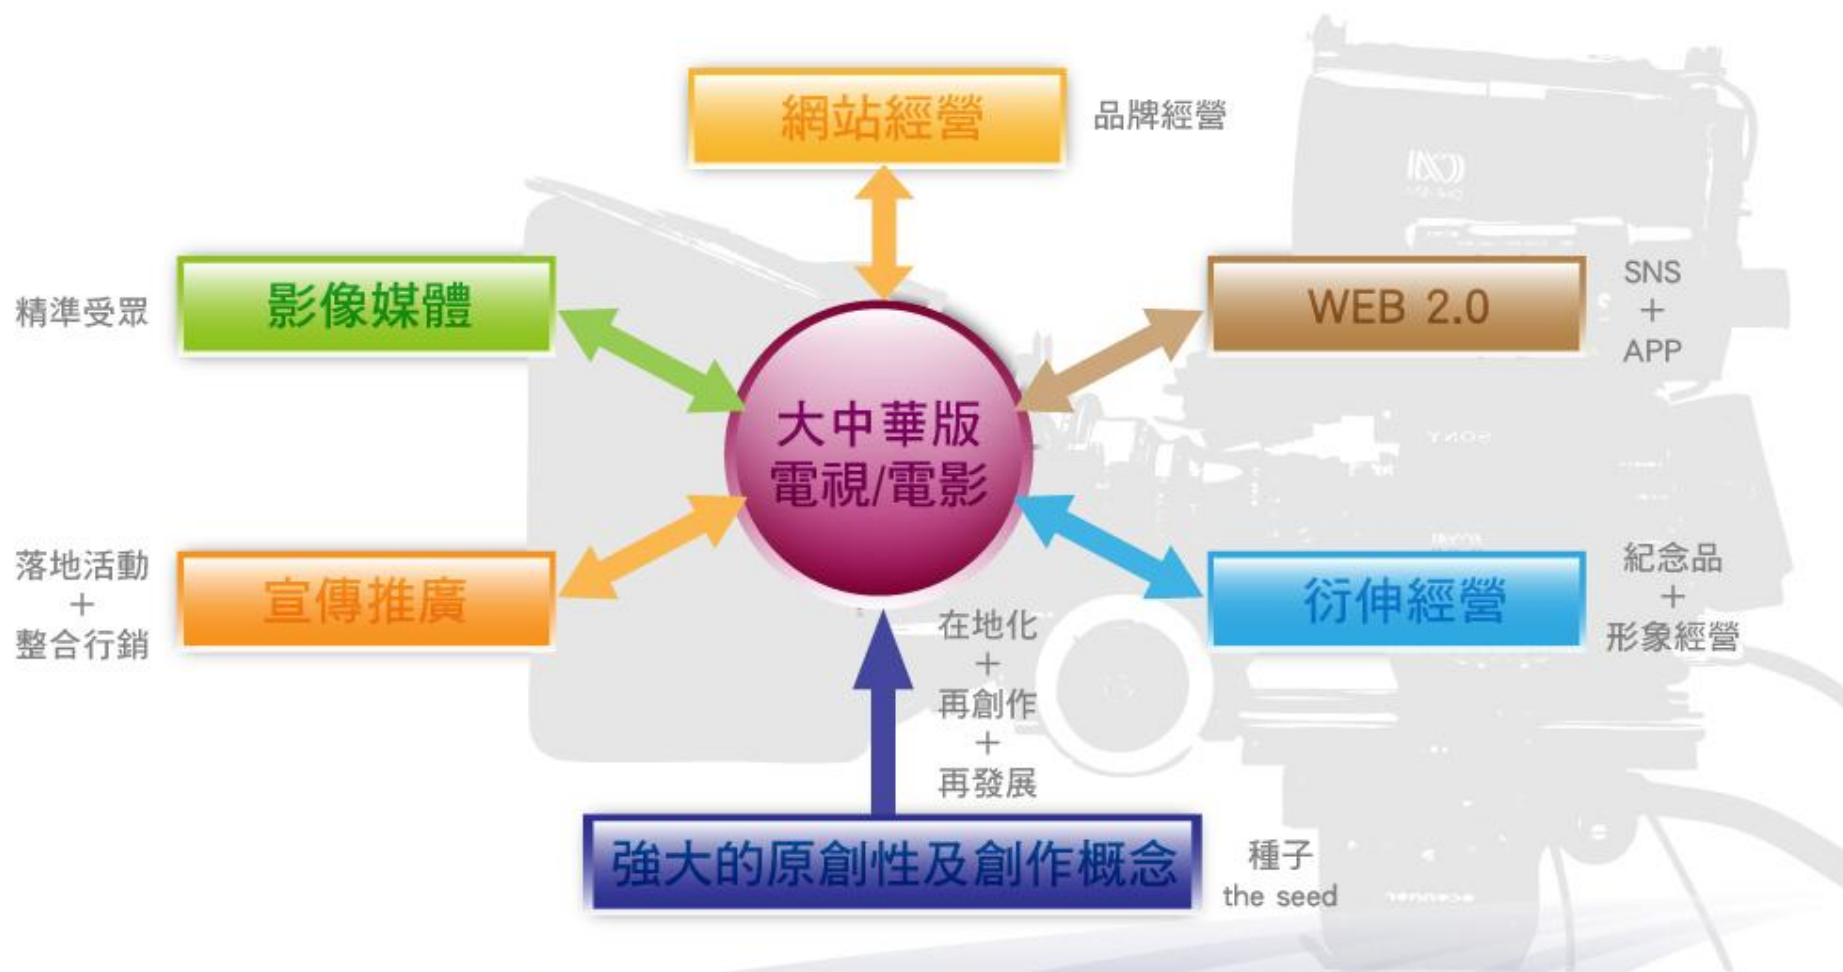 網站經營
品牌經營
精準受眾
影像媒體
WEB 2.0
SNS
+
APP
大中華版
電視/電影
落地活動
+
整合行銷
宣傳推廣
衍伸經營
紀念品
+
形象經營
在地化
+
再創作
+
再發展
強大的原創性及創作概念
種子
the seed
SONY